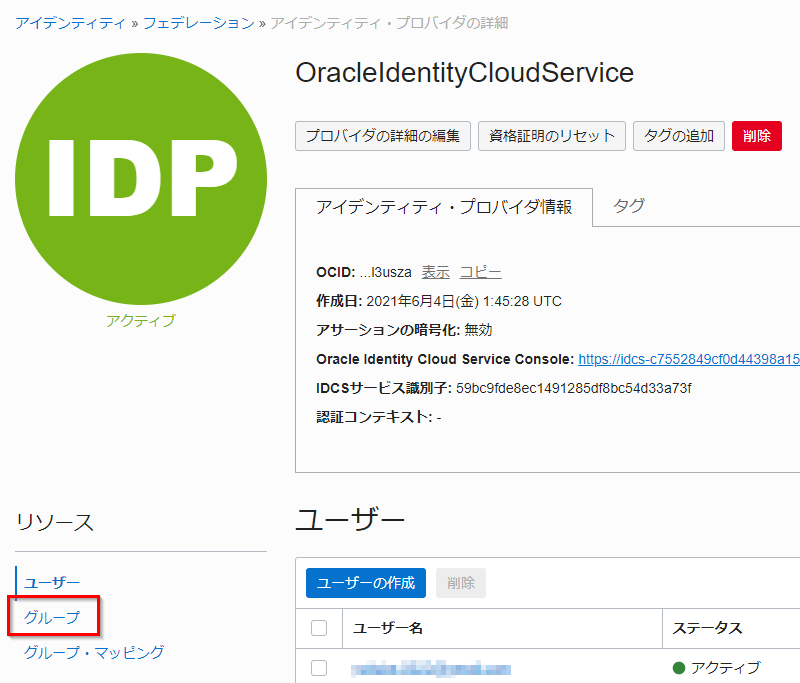 アイデンティティ » フェデレーション » アイデンティティ・プロバイダの詳細
IDP
アクティブ
OracleIdentityCloudService
プロバイダの詳細の編集 資格証明のリセット タグの追加 削除
アイデンティティ・プロバイダ情報 タグ
OCID: ...l3usza 表示 コピー
作成日: 2021年6月4日(金) 1:45:28 UTC
アサーションの暗号化: 無効
Oracle Identity Cloud Service Console: https://idcs-c7552849cf0d44398a15
IDCSサービス識別子: 59bc9fde8ec1491285df8bc54d33a73f
認証コンテキスト: -
リソース
ユーザー
グループ
グループ・マッピング
ユーザー
ユーザーの作成 削除
ユーザー名 ステータス
アクティブ